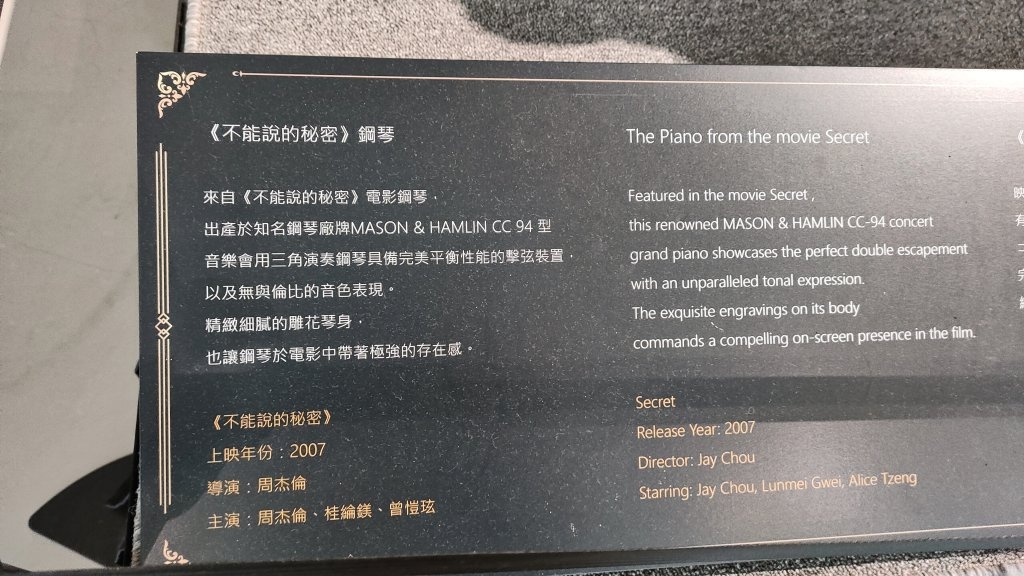 《不能說的秘密》鋼琴
來自《不能說的秘密》電影鋼琴，
出產於知名鋼琴廠牌MASON & HAMLIN CC 94 型
音樂會用三角演奏鋼琴具備完美平衡性能的擊弦裝置，
以及無與倫比的音色表現。
精緻細膩的雕花琴身，
也讓鋼琴於電影中帶著極強的存在感。
《不能說的秘密》
上映年份：2007
導演：周杰倫
主演：周杰倫、桂綸鎂、曾愷玹
The Piano from the movie Secret
Featured in the movie Secret ,
this renowned MASON & HAMLIN CC-94 concert
grand piano showcases the perfect double escapement
with an unparalleled tonal expression.
The exquisite engravings on its body
commands a compelling on-screen presence in the film.
Secret
Release Year: 2007
Director: Jay Chou
Starring: Jay Chou, Lunmei Gwei, Alice Tzeng